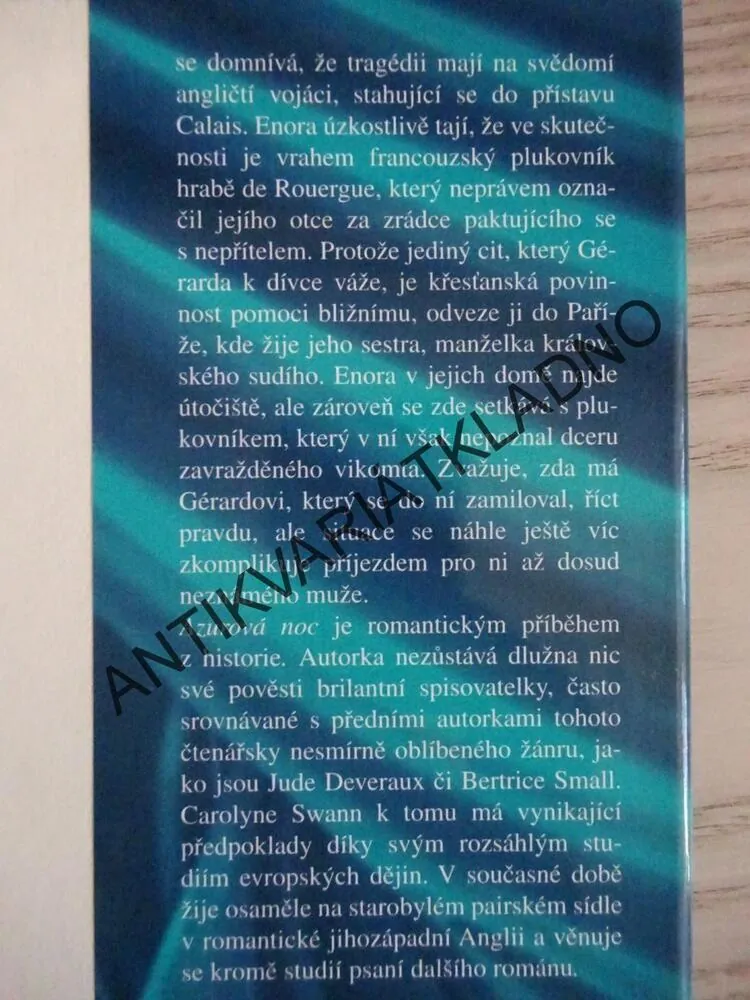 se domnívá, že tragédii mají na svědomí
angličtí vojáci, stahující se do přístavu
Calais. Enora úzkostlivě tají, že ve skuteč-
nosti je vrahem francouzský plukovník
hrabě de Rouergue, který neprávem ozna-
čil jejího otce za zrádce paktujícího se
s nepřítelem. Protože jediný cit, který Gé-
rarda k dívce váže, je křesťanská povin-
nost pomoci bližnímu, odveze ji do Paří-
že, kde žije jeho sestra, manželka králov-
ského sudího. Enora v jejich domě najde
útočiště, ale zároveň se zde setkává s plu-
kovníkem, který v ní však nepoznal dceru
zavražděného vikomta. Zvažuje, zda má
Gérardovi, který se do ní zamiloval, říct
pravdu, ale situace se náhle ještě víc
zkomplikuje příjezdem pro ni až dosud
neznámého muže.
Azurová noc je romantickým příběhem
z historie. Autorka nezůstává dlužna nic
své pověsti brilantní spisovatelky, často
srovnávané s předními autorkami tohoto
čtenářsky nesmírně oblíbeného žánru, ja-
ko jsou Jude Deveraux či Bertrice Small.
Carolyne Swann k tomu má vynikající
předpoklady díky svým rozsáhlým stu-
diím evropských dějin. V současné době
žije osaměle na starobylém pairském sídle
v romantické jihozápadní Anglii a věnuje
se kromě studií psaní dalšího románu.
ANTIKVARIATKLADNO